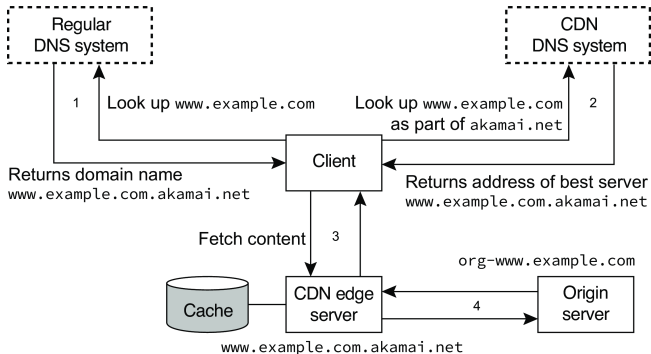 Regular
DNS system
CDN
DNS system
1
Look up www.example.com
Look up www.example.com
as part of akamai.net
2
Client
Returns domain name
www.example.com.akamai.net
Returns address of best server
www.example.com.akamai.net
Fetch content
3
org-www.example.com
Cache
CDN edge
server
4
Origin
server
www.example.com.akamai.net